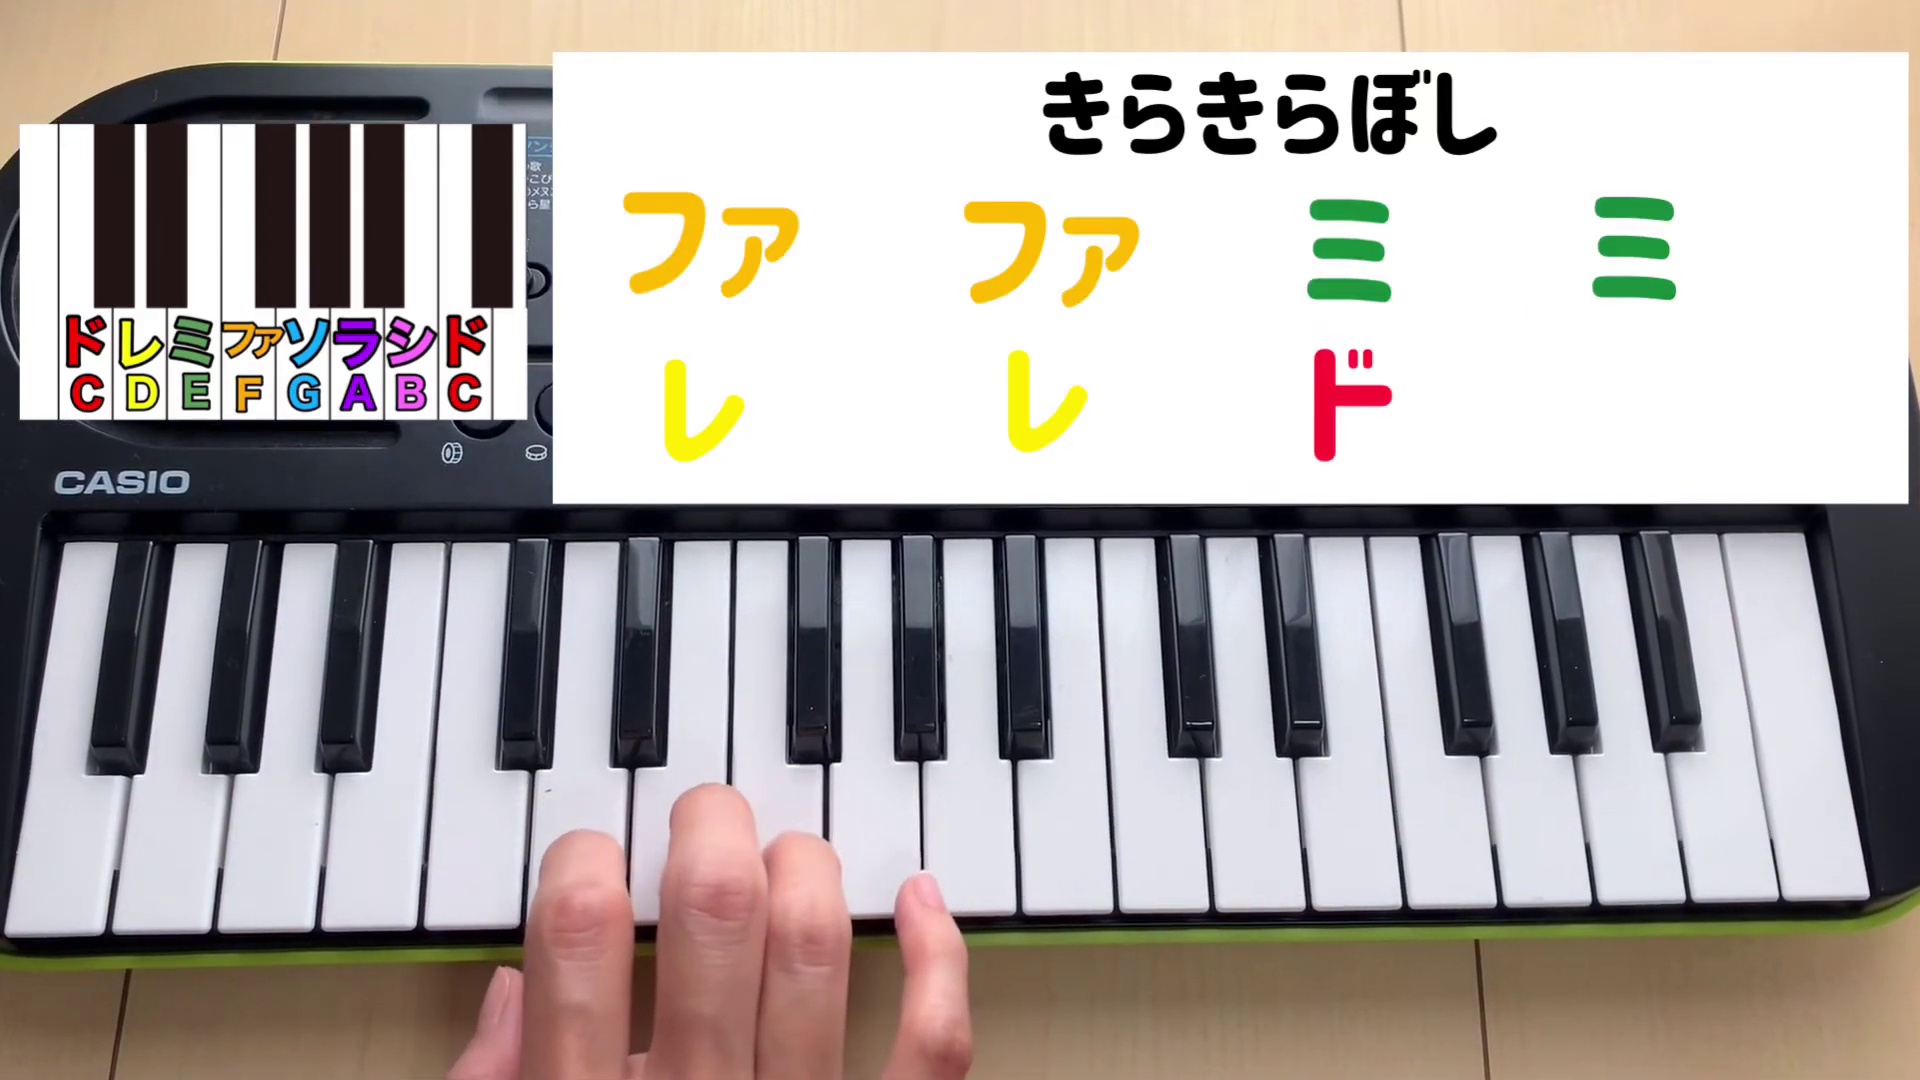 きらきらぼし
ファ ファ ミ ミ
レ レ ド
ド レ ミ ファ ソ ラ シ ド
C D E F G A B C
CASIO